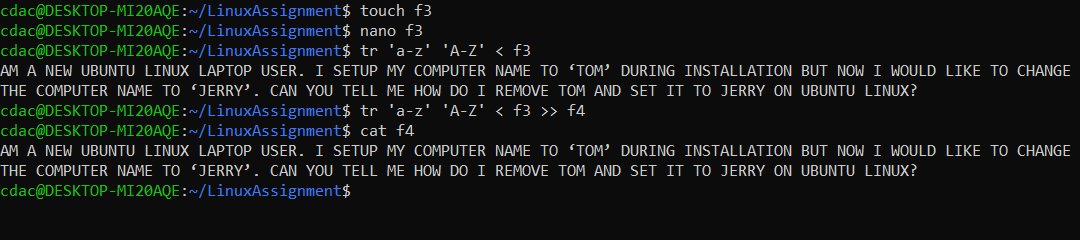 cdac@DESKTOP-MI20AQE:~/LinuxAssignment$ touch f3
cdac@DESKTOP-MI20AQE:~/LinuxAssignment$ nano f3
cdac@DESKTOP-MI20AQE:~/LinuxAssignment$ tr 'a-z' 'A-Z' < f3
AM A NEW UBUNTU LINUX LAPTOP USER. I SETUP MY COMPUTER NAME TO ‘TOM’ DURING INSTALLATION BUT NOW I WOULD LIKE TO CHANGE
THE COMPUTER NAME TO ‘JERRY’. CAN YOU TELL ME HOW DO I REMOVE TOM AND SET IT TO JERRY ON UBUNTU LINUX?
cdac@DESKTOP-MI20AQE:~/LinuxAssignment$ tr 'a-z' 'A-Z' < f3 >> f4
cdac@DESKTOP-MI20AQE:~/LinuxAssignment$ cat f4
AM A NEW UBUNTU LINUX LAPTOP USER. I SETUP MY COMPUTER NAME TO ‘TOM’ DURING INSTALLATION BUT NOW I WOULD LIKE TO CHANGE
THE COMPUTER NAME TO ‘JERRY’. CAN YOU TELL ME HOW DO I REMOVE TOM AND SET IT TO JERRY ON UBUNTU LINUX?
cdac@DESKTOP-MI20AQE:~/LinuxAssignment$